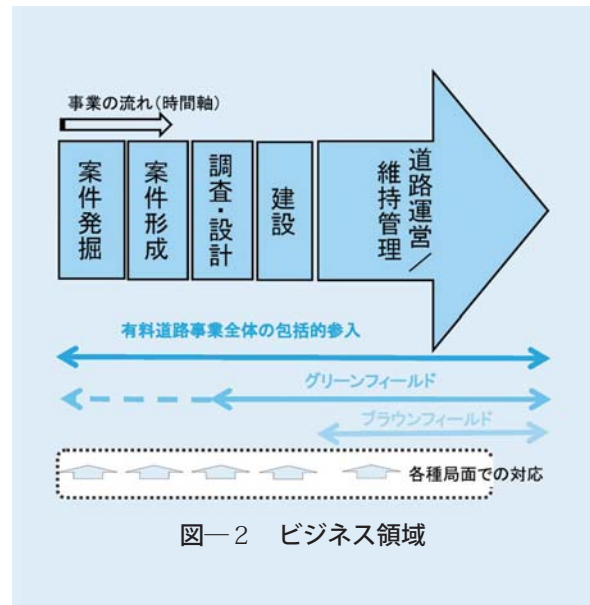 事業の流れ(時間軸)
案件発掘
案件形成
調査・設計
建設
道路運営／
維持管理
有料道路事業全体の包括的参入
グリーンフィールド
ブラウンフィールド
各種局面での対応
図―2 ビジネス領域